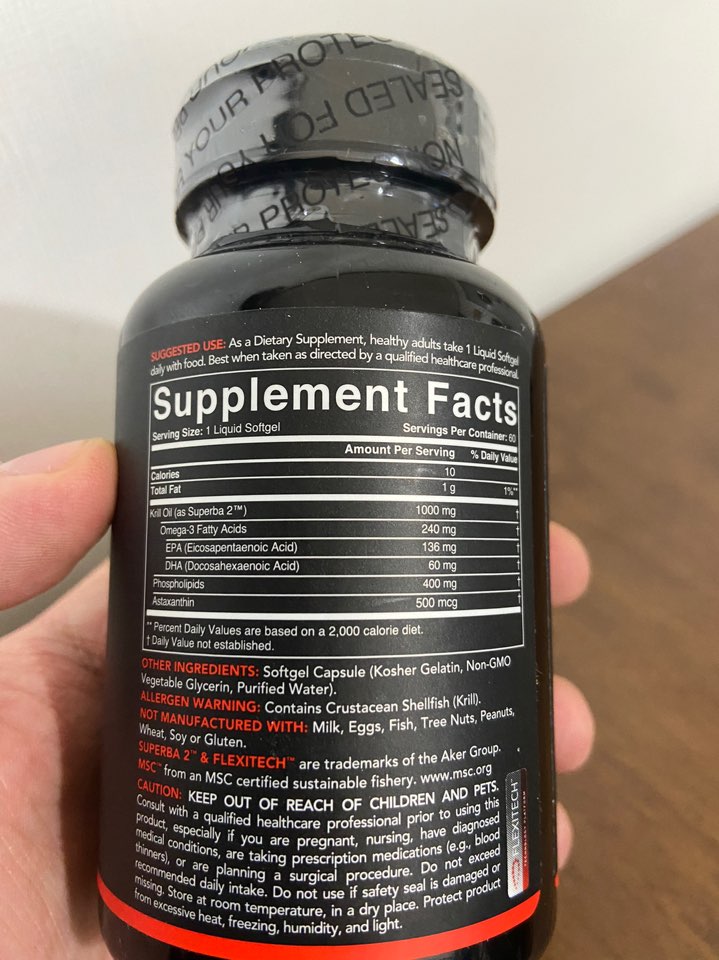 YOUR PROTEC
SEALED FOR YOUR
SEALED
SUGGESTED USE: As a Dietary Supplement, healthy adults take 1 Liquid Softgel
daily with food. Best when taken as directed by a qualified healthcare professional.
Supplement Facts
Serving Size: 1 Liquid Softgel Servings Per Container: 60
Amount Per Serving % Daily Value
Calories 10
Total Fat 1 g 1%**
Krill Oil (as Superba 2™) 1000 mg †
Omega-3 Fatty Acids 240 mg †
EPA (Eicosapentaenoic Acid) 136 mg †
DHA (Docosahexaenoic Acid) 60 mg †
Phospholipids 400 mg †
Astaxanthin 500 mcg †
** Percent Daily Values are based on a 2,000 calorie diet.
† Daily Value not established.
OTHER INGREDIENTS: Softgel Capsule (Kosher Gelatin, Non-GMO
Vegetable Glycerin, Purified Water).
ALLERGEN WARNING: Contains Crustacean Shellfish (Krill).
NOT MANUFACTURED WITH: Milk, Eggs, Fish, Tree Nuts, Peanuts,
Wheat, Soy or Gluten.
SUPERBA 2™ & FLEXITECH™ are trademarks of the Aker Group.
MSC™ from an MSC certified sustainable fishery. www.msc.org
CAUTION: KEEP OUT OF REACH OF CHILDREN AND PETS.
Consult with a qualified healthcare professional prior to using this
product, especially if you are pregnant, nursing, have diagnosed
medical conditions, are taking prescription medications (e.g., blood
thinners), or are planning a surgical procedure. Do not exceed
recommended daily intake. Do not use if safety seal is damaged or
missing. Store at room temperature, in a dry place. Protect product
from excessive heat, freezing, humidity, and light.
FLEXITECH